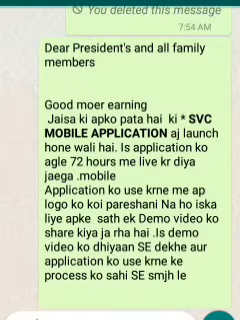 You deleted this message
7:54 AM
Dear President's and all family
members
Good moer earning
Jaisa ki apko pata hai ki * SVC
MOBILE APPLICATION aj launch
hone wali hai. Is application ko
agle 72 hours me live kr diya
jaega .mobile
Application ko use krne me ap
logo ko koi pareshani Na ho iska
liye apke sath ek Demo video ko
share kiya ja rha hai .Is demo
video ko dhiyaan SE dekhe aur
application ko use krne ke
process ko sahi SE smjh le